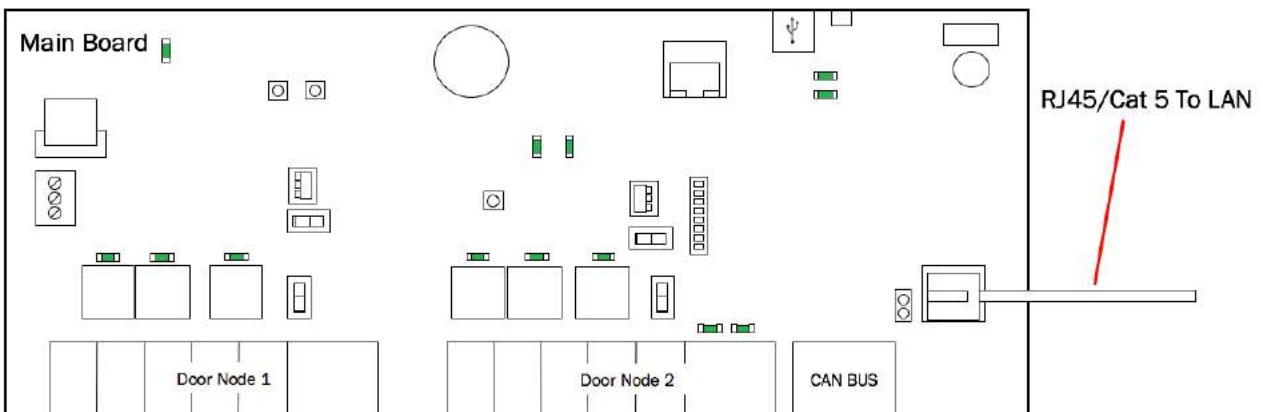 Main Board
RJ45/Cat 5 To LAN
Door Node 1
Door Node 2
CAN BUS